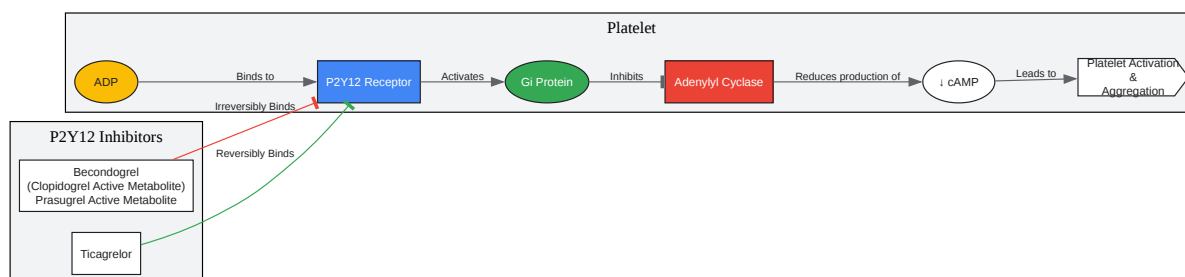 Platelet
ADP
Binds to
P2Y12 Receptor
Activates
Gi Protein
Inhibits
Adenylyl Cyclase
Reduces production of
↓ cAMP
Leads to
Platelet Activation
&
Aggregation
Irreversibly Binds
P2Y12 Inhibitors
Reversibly Binds
Becondogrel
(Clopidogrel Active Metabolite)
Prasugrel Active Metabolite
Ticagrelor